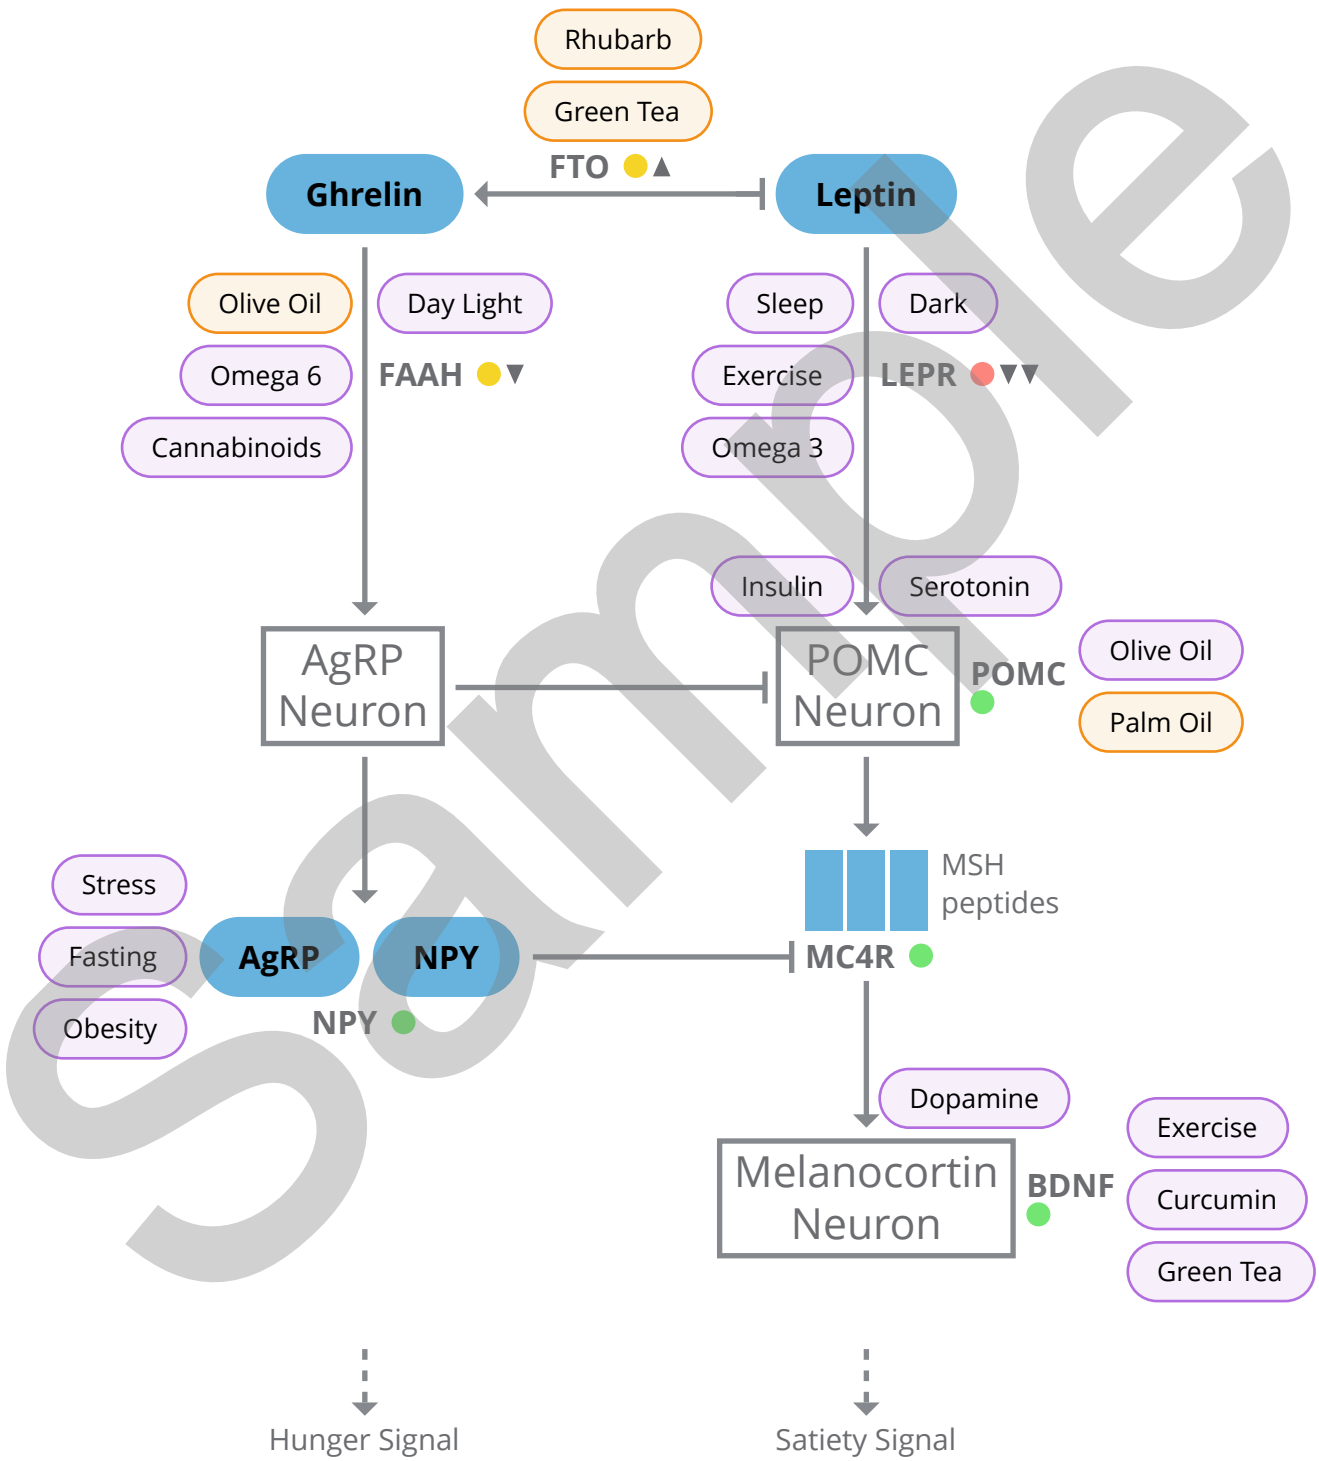 Rhubarb
Green Tea
FTO
Ghrelin
Leptin
Olive Oil
Day Light
Omega 6
FAAH
Cannabinoids
Sleep
Dark
Exercise
LEPR
Omega 3
Insulin
Serotonin
AgRP
Neuron
POMC
Neuron
POMC
Olive Oil
Palm Oil
MSH
peptides
Stress
Fasting
Obesity
AgRP
NPY
NPY
MC4R
Dopamine
Melanocortin
Neuron
BDNF
Exercise
Curcumin
Green Tea
Hunger Signal
Satiety Signal
Sample